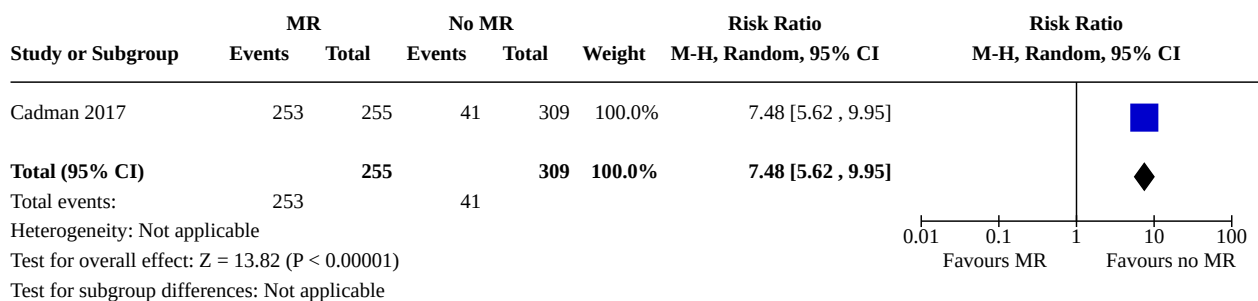 MR No MR Risk Ratio Risk Ratio
Study or Subgroup Events Total Events Total Weight M-H, Random, 95% CI M-H, Random, 95% CI
Cadman 2017 253 255 41 309 100.0% 7.48 [5.62 , 9.95]
Total (95% CI) 255 309 100.0% 7.48 [5.62 , 9.95]
Total events: 253 41
Heterogeneity: Not applicable 0.01 0.1 1 10 100
Test for overall effect: Z = 13.82 (P < 0.00001) Favours MR Favours no MR
Test for subgroup differences: Not applicable